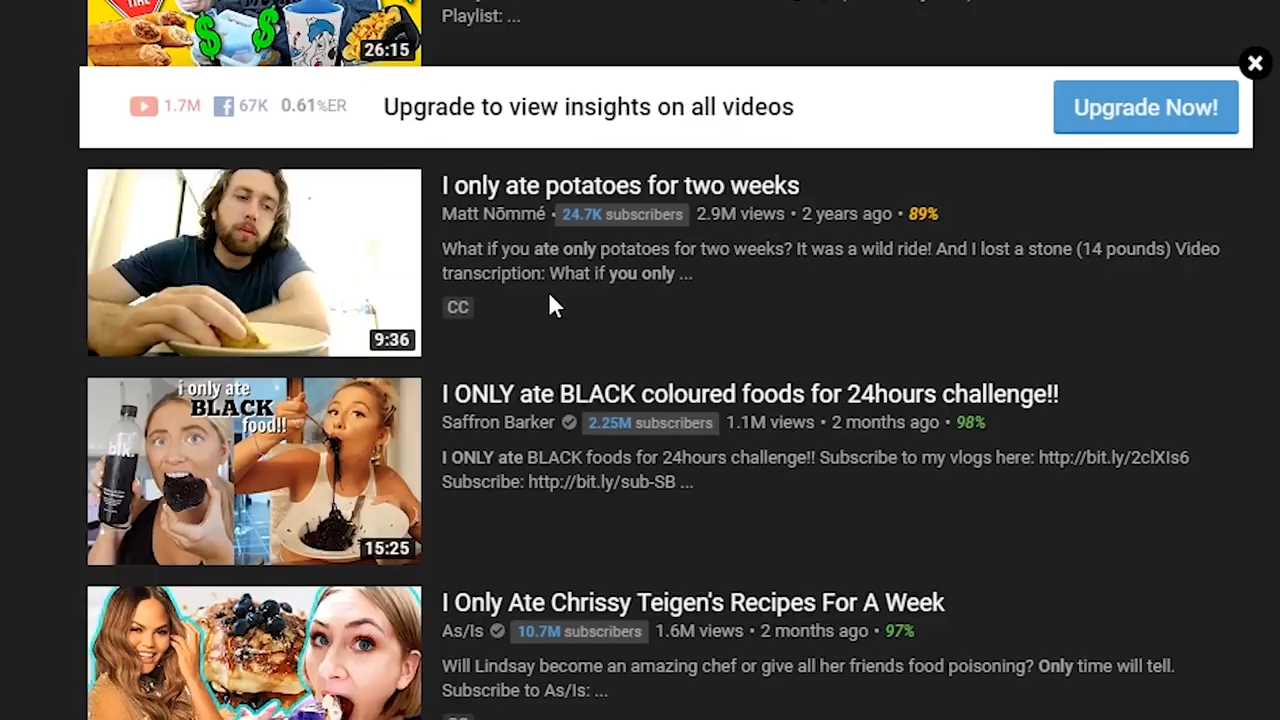 Playlist: ...
26:15
1.7M 67K 0.61%ER Upgrade to view insights on all videos Upgrade Now!
I only ate potatoes for two weeks
Matt Nõmmé • 24.7K subscribers 2.9M views • 2 years ago • 89%
What if you ate only potatoes for two weeks? It was a wild ride! And I lost a stone (14 pounds) Video
transcription: What if you only ...
CC
9:36
i only ate
BLACK
food!!
blk.
15:25
I ONLY ate BLACK coloured foods for 24hours challenge!!
Saffron Barker 2.25M subscribers 1.1M views • 2 months ago • 98%
I ONLY ate BLACK foods for 24hours challenge!! Subscribe to my vlogs here: http://bit.ly/2clXIs6
Subscribe: http://bit.ly/sub-SB ...
I Only Ate Chrissy Teigen's Recipes For A Week
As/Is 10.7M subscribers 1.6M views • 2 months ago • 97%
Will Lindsay become an amazing chef or give all her friends food poisoning? Only time will tell.
Subscribe to As/Is: ...